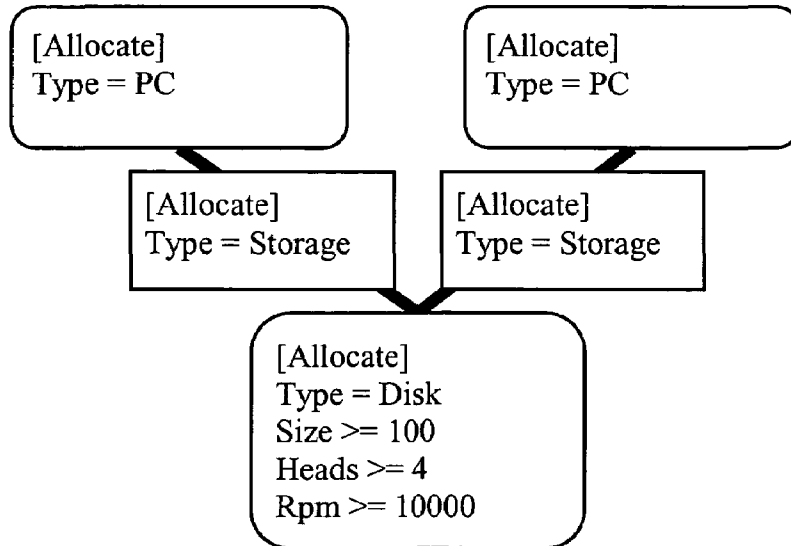 [Allocate]
Type = PC
[Allocate]
Type = PC
[Allocate]
Type = Storage
[Allocate]
Type = Storage
[Allocate]
Type = Disk
Size >= 100
Heads >= 4
Rpm >= 10000